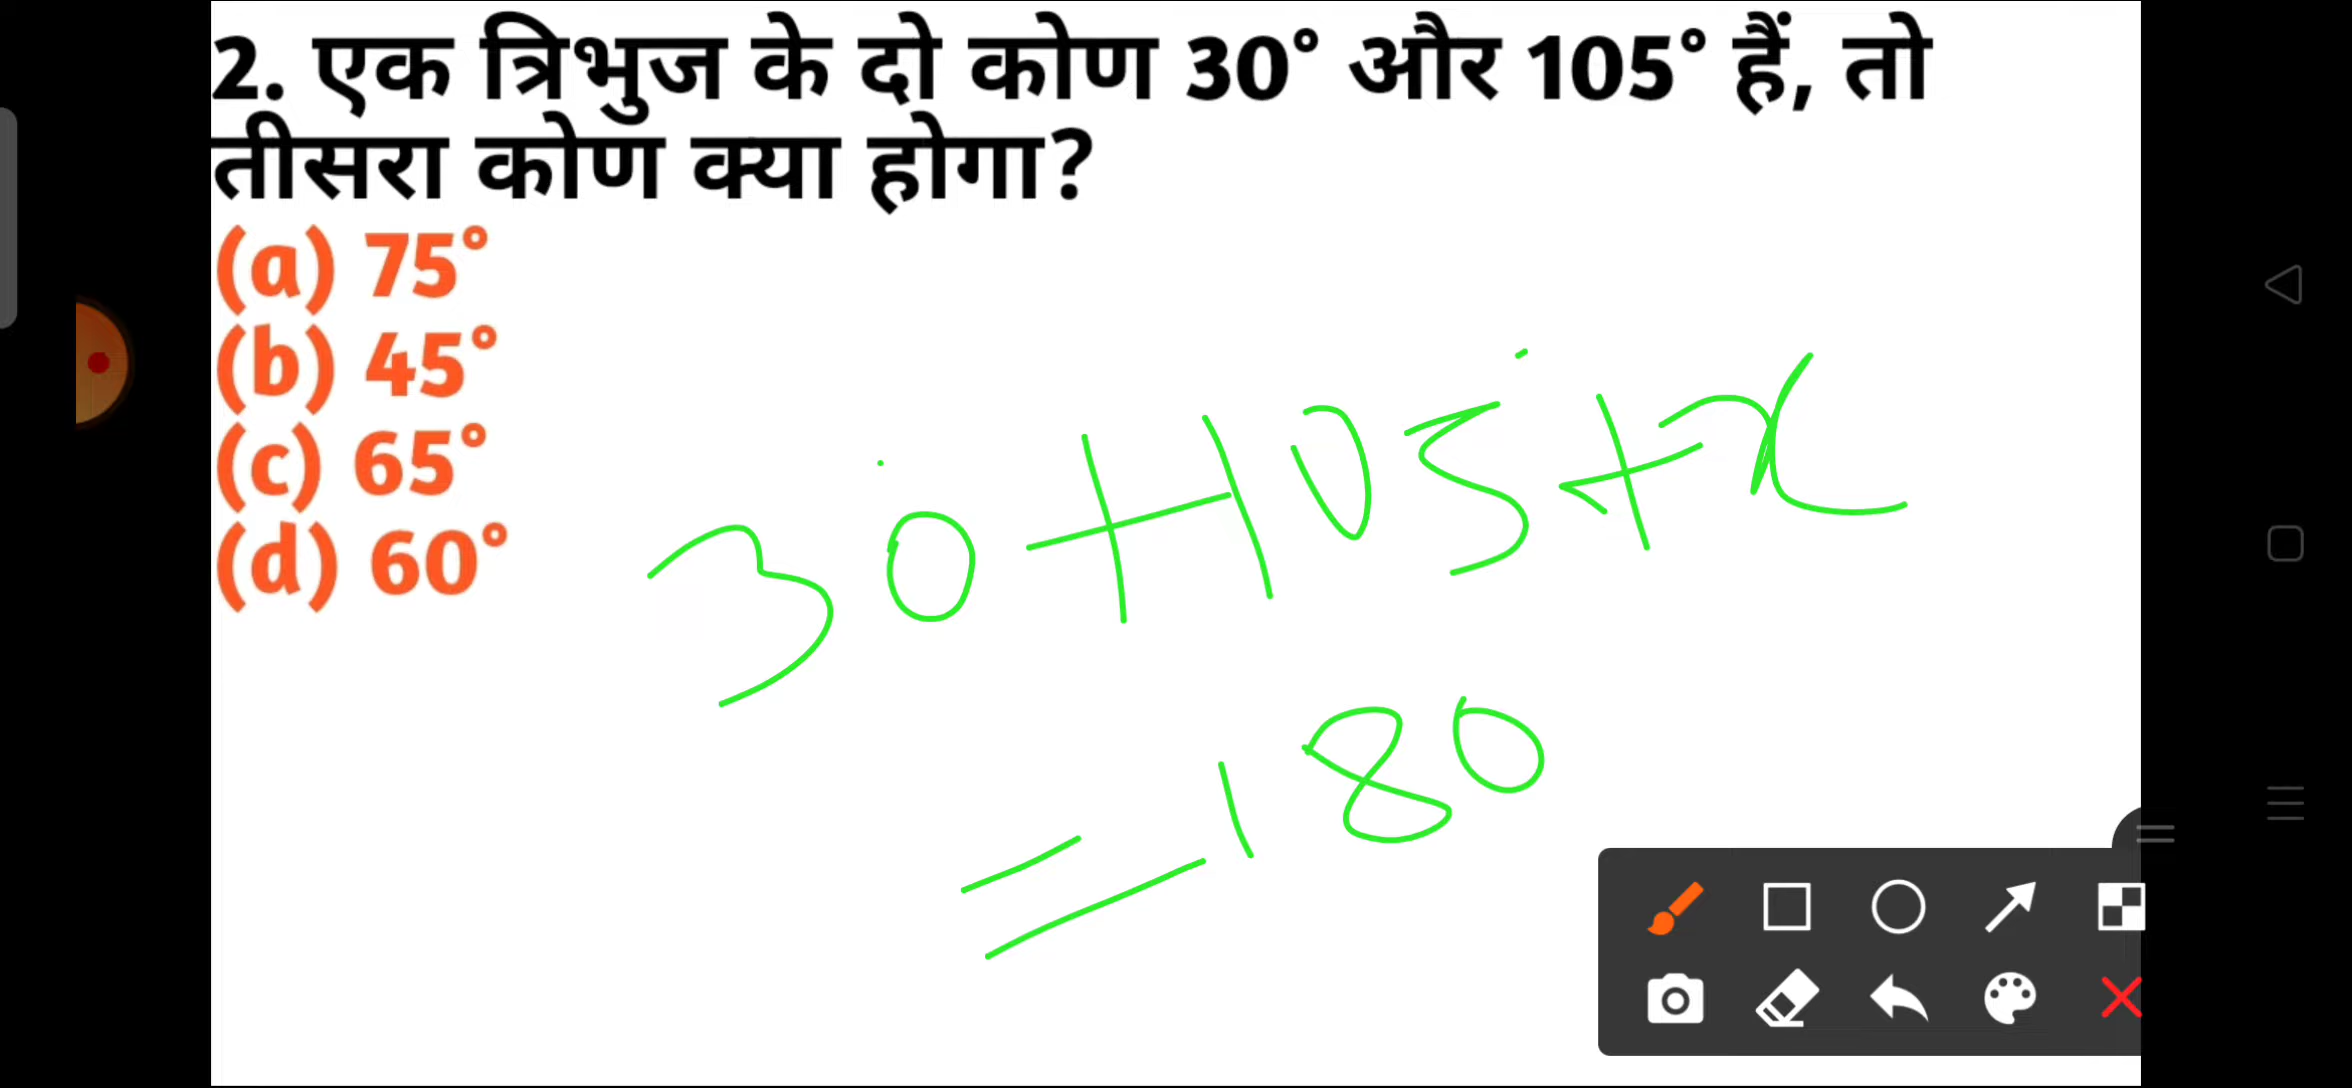 2. एक त्रिभुज के दो कोण 30° और 105° हैं, तो
तीसरा कोण क्या होगा?
(a) 75°
(b) 45°
(c) 65°
(d) 60°
30+105+x
=180